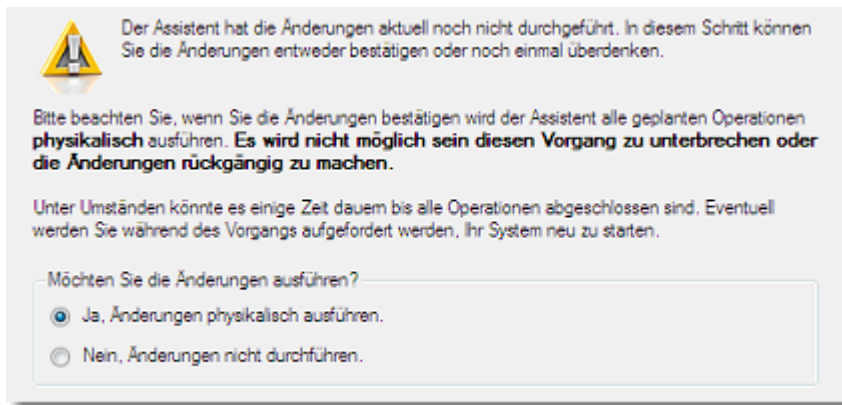 Der Assistent hat die Änderungen aktuell noch nicht durchgeführt. In diesem Schritt können
Sie die Änderungen entweder bestätigen oder noch einmal überdenken.
Bitte beachten Sie, wenn Sie die Änderungen bestätigen wird der Assistent alle geplanten Operationen
physikalisch ausführen. Es wird nicht möglich sein diesen Vorgang zu unterbrechen oder
die Änderungen rückgängig zu machen.
Unter Umständen könnte es einige Zeit dauern bis alle Operationen abgeschlossen sind. Eventuell
werden Sie während des Vorgangs aufgefordert werden, Ihr System neu zu starten.
Möchten Sie die Änderungen ausführen?
Ja, Änderungen physikalisch ausführen.
Nein, Änderungen nicht durchführen.